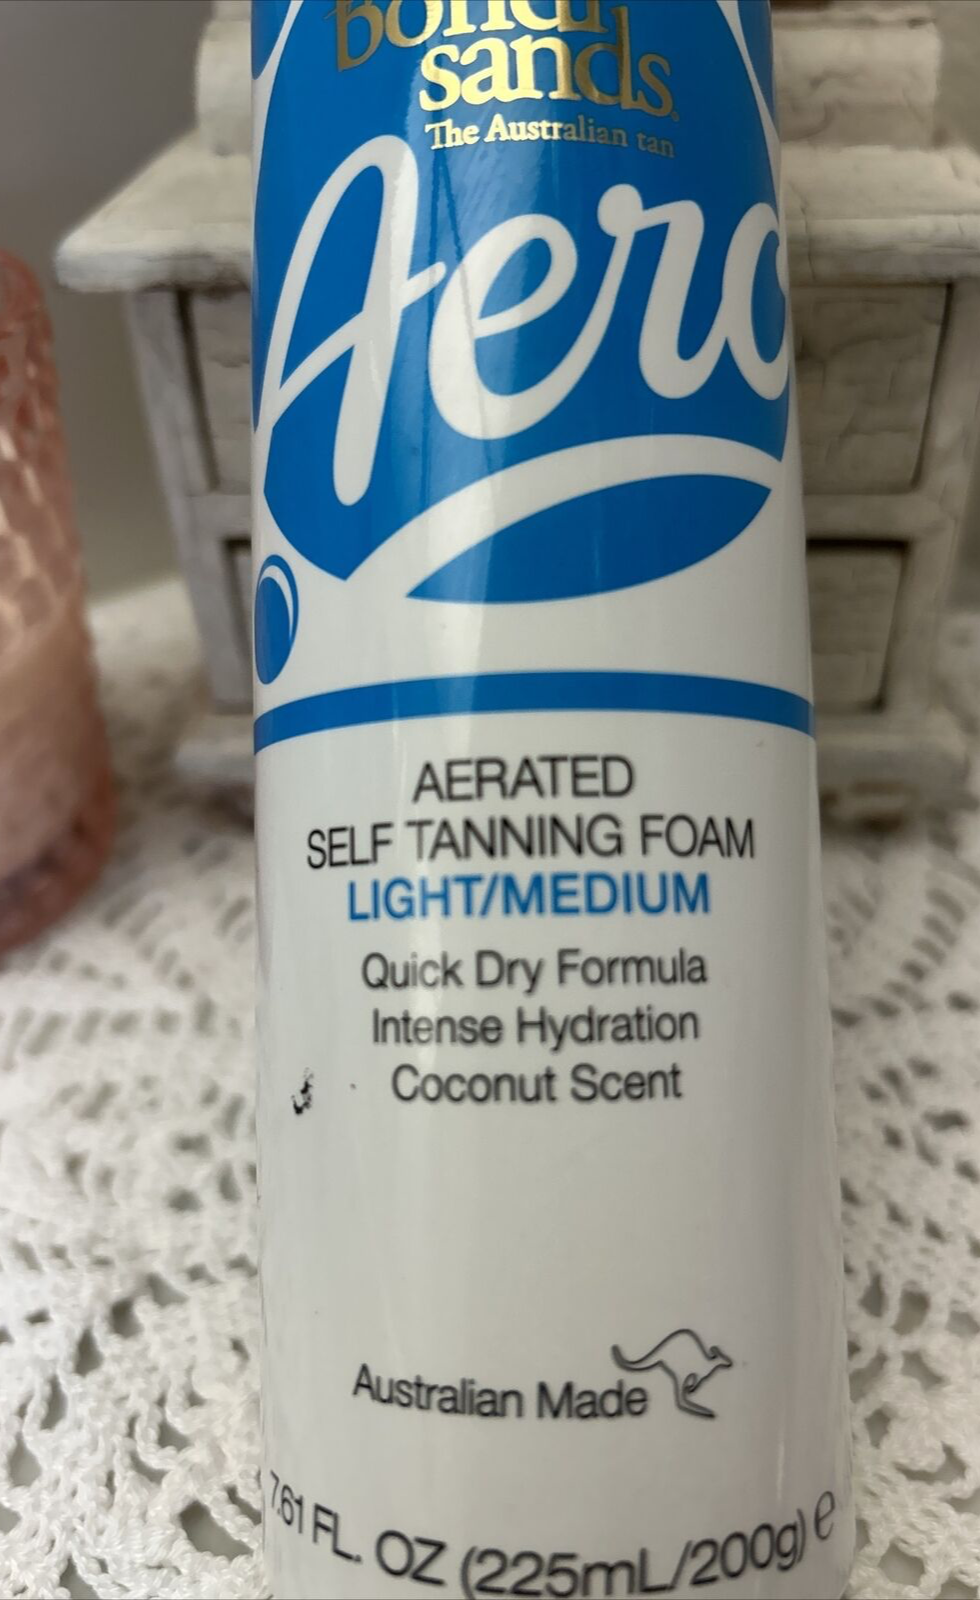 Bondi
sands
The Australian tan
Aero
AERATED
SELF TANNING FOAM
LIGHT/MEDIUM
Quick Dry Formula
Intense Hydration
Coconut Scent
Australian Made
7.61 FL. OZ (225mL/200g) e